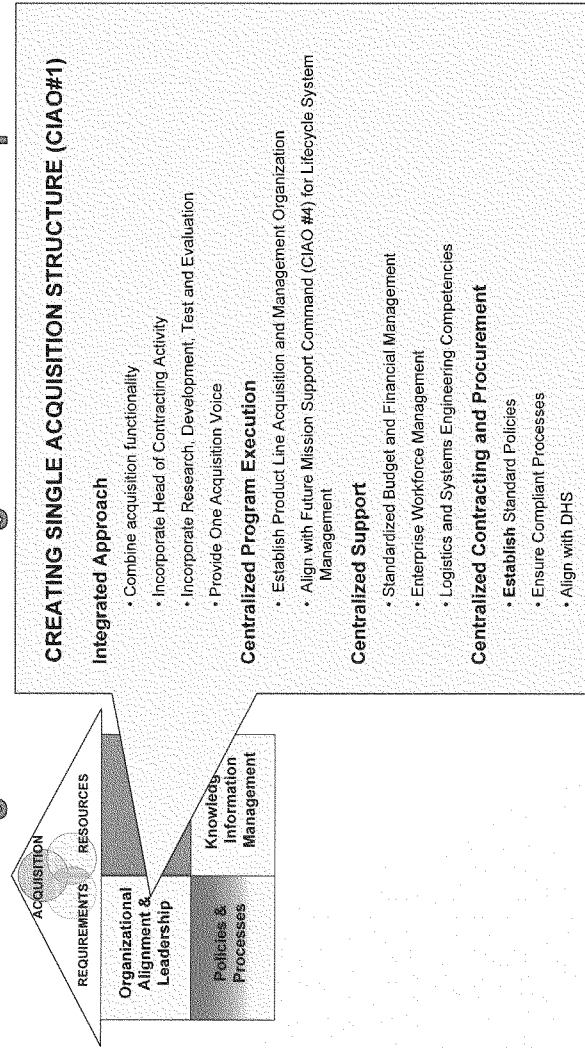 ACQUISITION
REQUIREMENTS
RESOURCES
Organizational
Alignment &
Leadership
Policies &
Processes
Information
Management
CREATING SINGLE ACQUISITION STRUCTURE (CIAO#1)
Integrated Approach
• Combine acquisition functionality
• Incorporate Head of Contracting Activity
• Incorporate Research, Development, Test and Evaluation
• Provide One Acquisition Voice
Centralized Program Execution
• Establish Product Line Acquisition and Management Organization
• Align with Future Mission Support Command (CIAO #4) for Lifecycle System
Management
Centralized Support
• Standardized Budget and Financial Management
• Enterprise Workforce Management
• Logistics and Systems Engineering Competencies
Centralized Contracting and Procurement
• Establish Standard Policies
• Ensure Compliant Processes
• Align with DHS